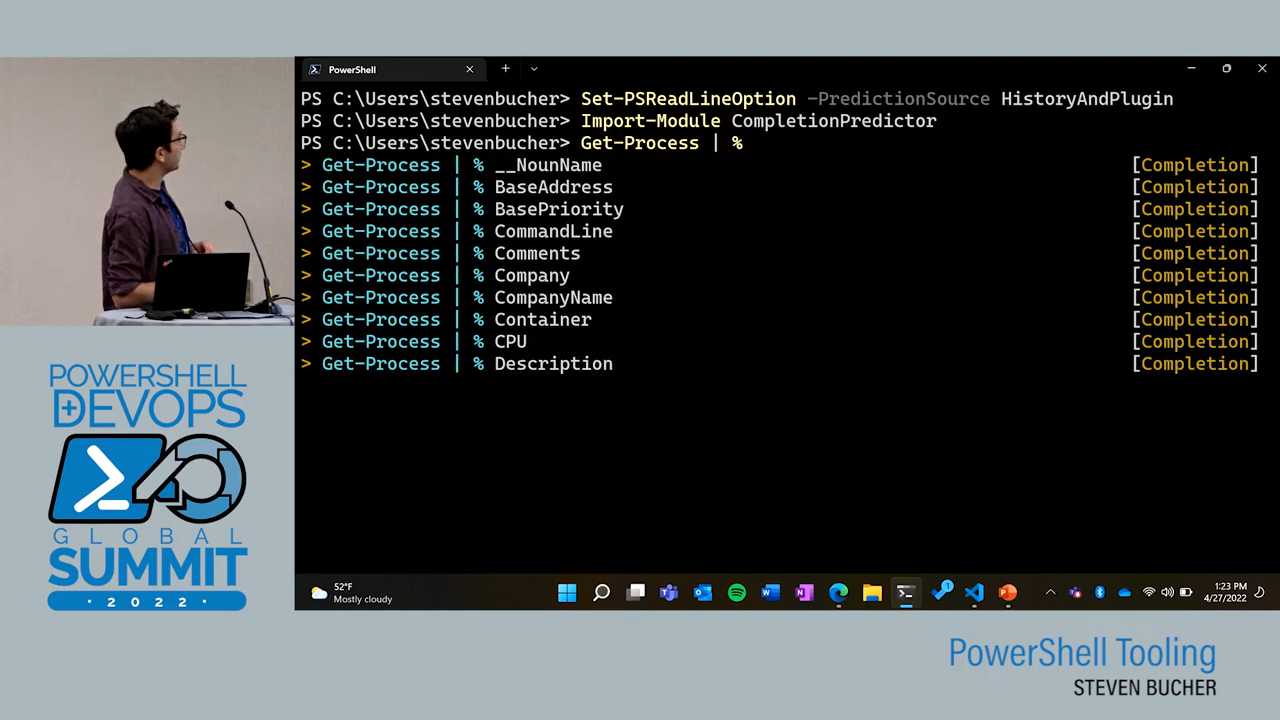 PowerShell
PS C:\Users\stevenbucher> Set-PSReadLineOption -PredictionSource HistoryAndPlugin
PS C:\Users\stevenbucher> Import-Module CompletionPredictor
PS C:\Users\stevenbucher> Get-Process | %
> Get-Process | % __NounName [Completion]
> Get-Process | % BaseAddress [Completion]
> Get-Process | % BasePriority [Completion]
> Get-Process | % CommandLine [Completion]
> Get-Process | % Comments [Completion]
> Get-Process | % Company [Completion]
> Get-Process | % CompanyName [Completion]
> Get-Process | % Container [Completion]
> Get-Process | % CPU [Completion]
> Get-Process | % Description [Completion]
POWERSHELL
+DEVOPS
GLOBAL
SUMMIT
· 2022 ·
52°F
Mostly cloudy
1:23 PM
4/27/2022
PowerShell Tooling
STEVEN BUCHER